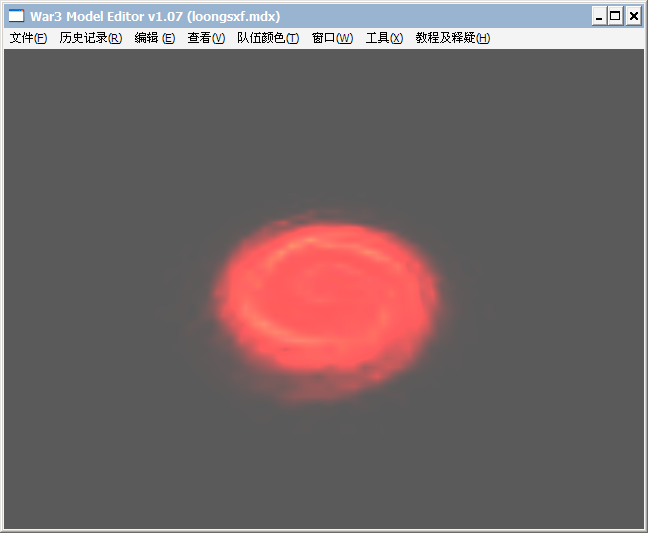 War3 Model Editor v1.07 (loongsxf.mdx)
文件(F) 历史记录(R) 编辑 (E) 查看(V) 队伍颜色(T) 窗口(W) 工具(X) 教程及释疑(H)